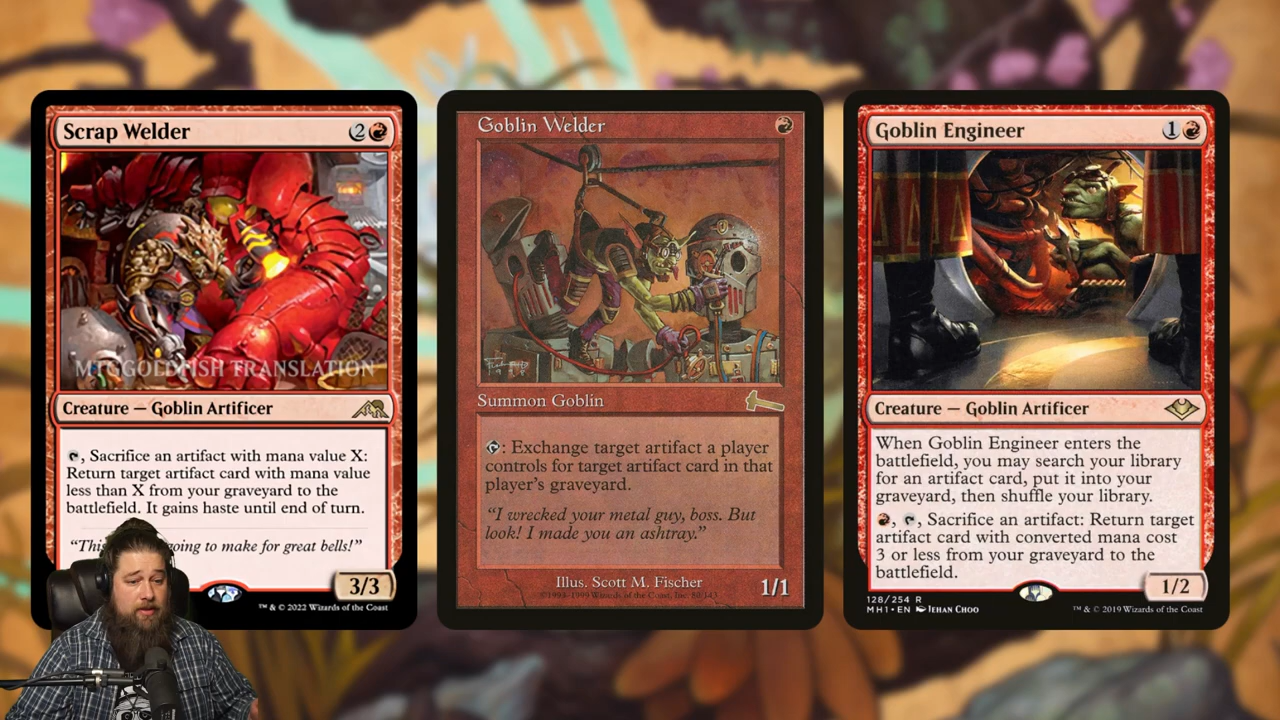 Scrap Welder 2
MTGGOLDFISH TRANSLATION
Creature — Goblin Artificer
, Sacrifice an artifact with mana value X:
Return target artifact card with mana value
less than X from your graveyard to the
battlefield. It gains haste until end of turn.
going to make for great bells!”
3/3
™ & © 2022 Wizards of the Coast
Goblin Welder
Summon Goblin
: Exchange target artifact a player
controls for target artifact card in that
player's graveyard.
“I wrecked your metal guy, boss. But
look! I made you an ashtray.”
Illus. Scott M. Fischer
1/1
Goblin Engineer 1
Creature — Goblin Artificer
When Goblin Engineer enters the
battlefield, you may search your library
for an artifact card, put it into your
graveyard, then shuffle your library.
, , Sacrifice an artifact: Return target
artifact card with converted mana cost
3 or less from your graveyard to the
battlefield.
1/2
128/254 R
MH1 • EN Jehan Choo
™ & © 2019 Wizards of the Coast